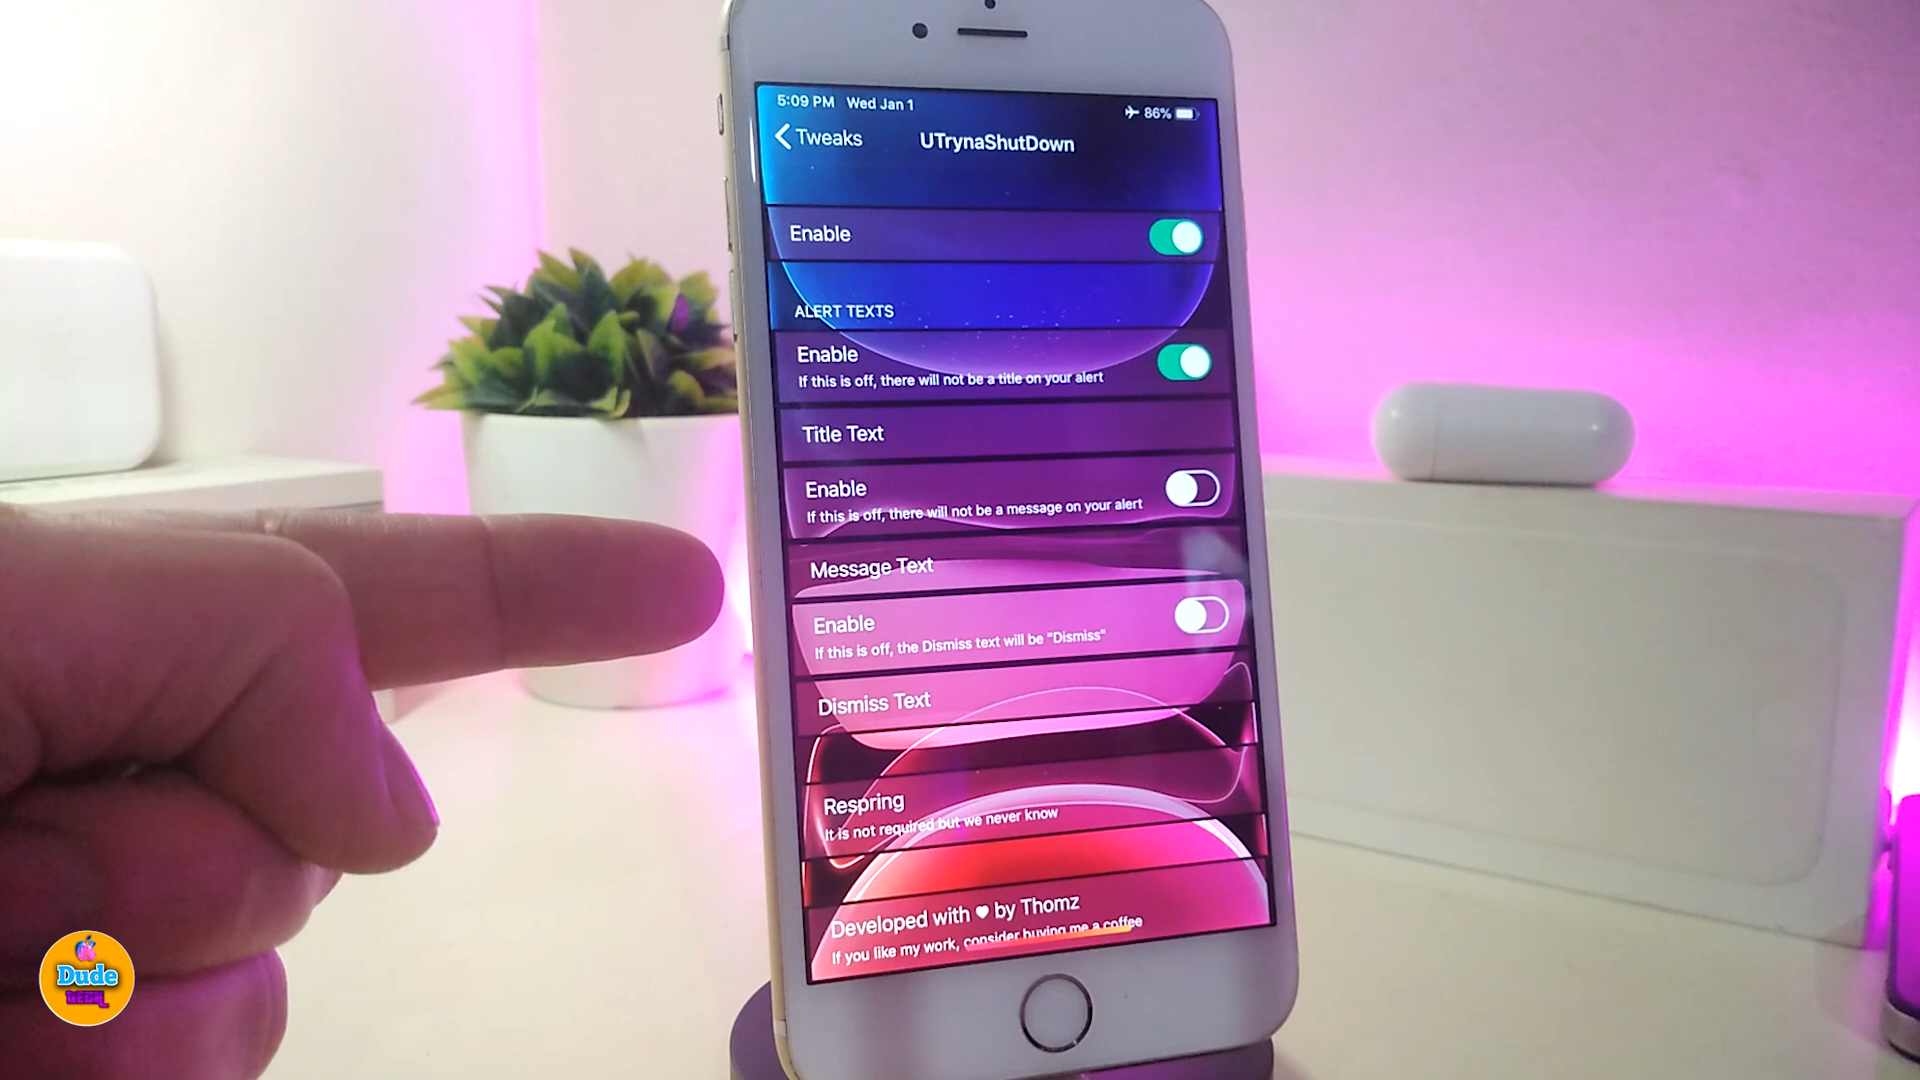 5:09 PM Wed Jan 1
86%
Tweaks
UTrynaShutDown
Enable
ALERT TEXTS
Enable
If this is off, there will not be a title on your alert
Title Text
Enable
If this is off, there will not be a message on your alert
Message Text
Enable
If this is off, the Dismiss text will be "Dismiss"
Dismiss Text
Respring
It is not required but we never know
Developed with ♥ by Thomz
If you like my work, consider buying me a coffee
Dude
TECH